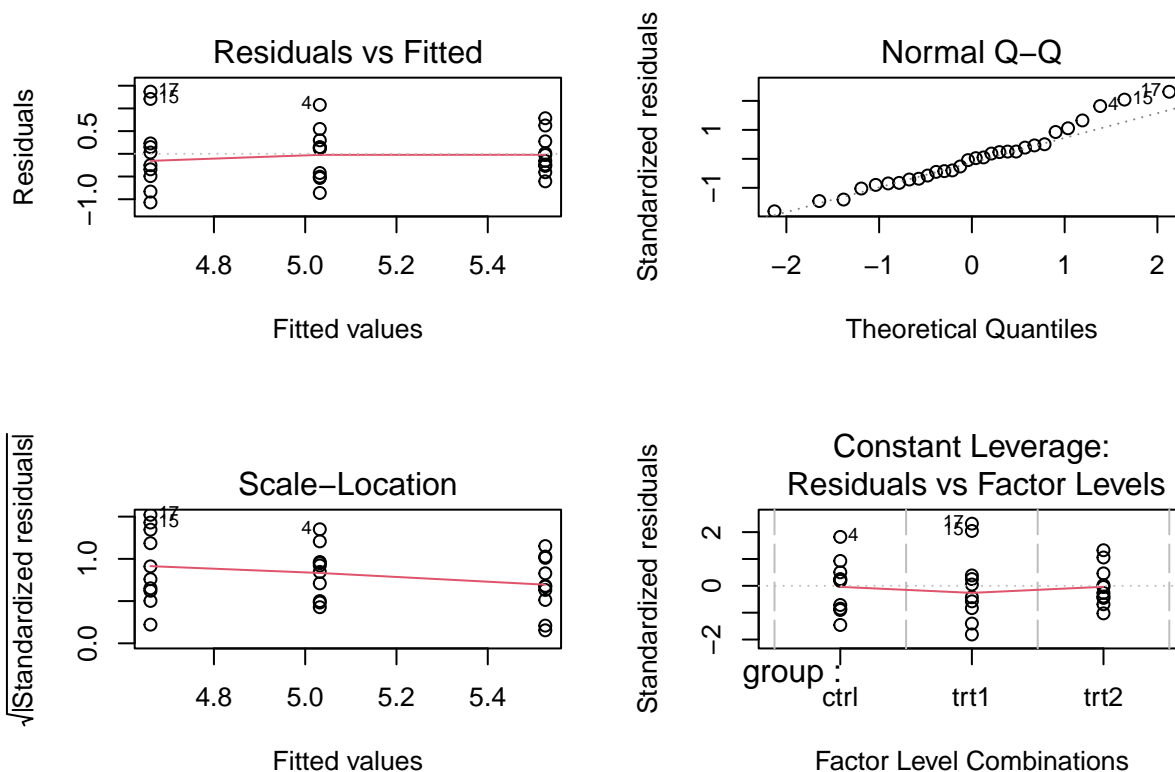 Residuals vs Fitted
Residuals
0.5
−1.0
17
15
4
4.8 5.0 5.2 5.4
Fitted values
Normal Q−Q
Standardized residuals
1
−1
17
15
4
−2 −1 0 1 2
Theoretical Quantiles
Scale−Location
√|Standardized residuals|
1.0
0.0
17
15
4
4.8 5.0 5.2 5.4
Fitted values
Constant Leverage:
Residuals vs Factor Levels
Standardized residuals
2
0
−2
4
17
15
group :
ctrl trt1 trt2
Factor Level Combinations